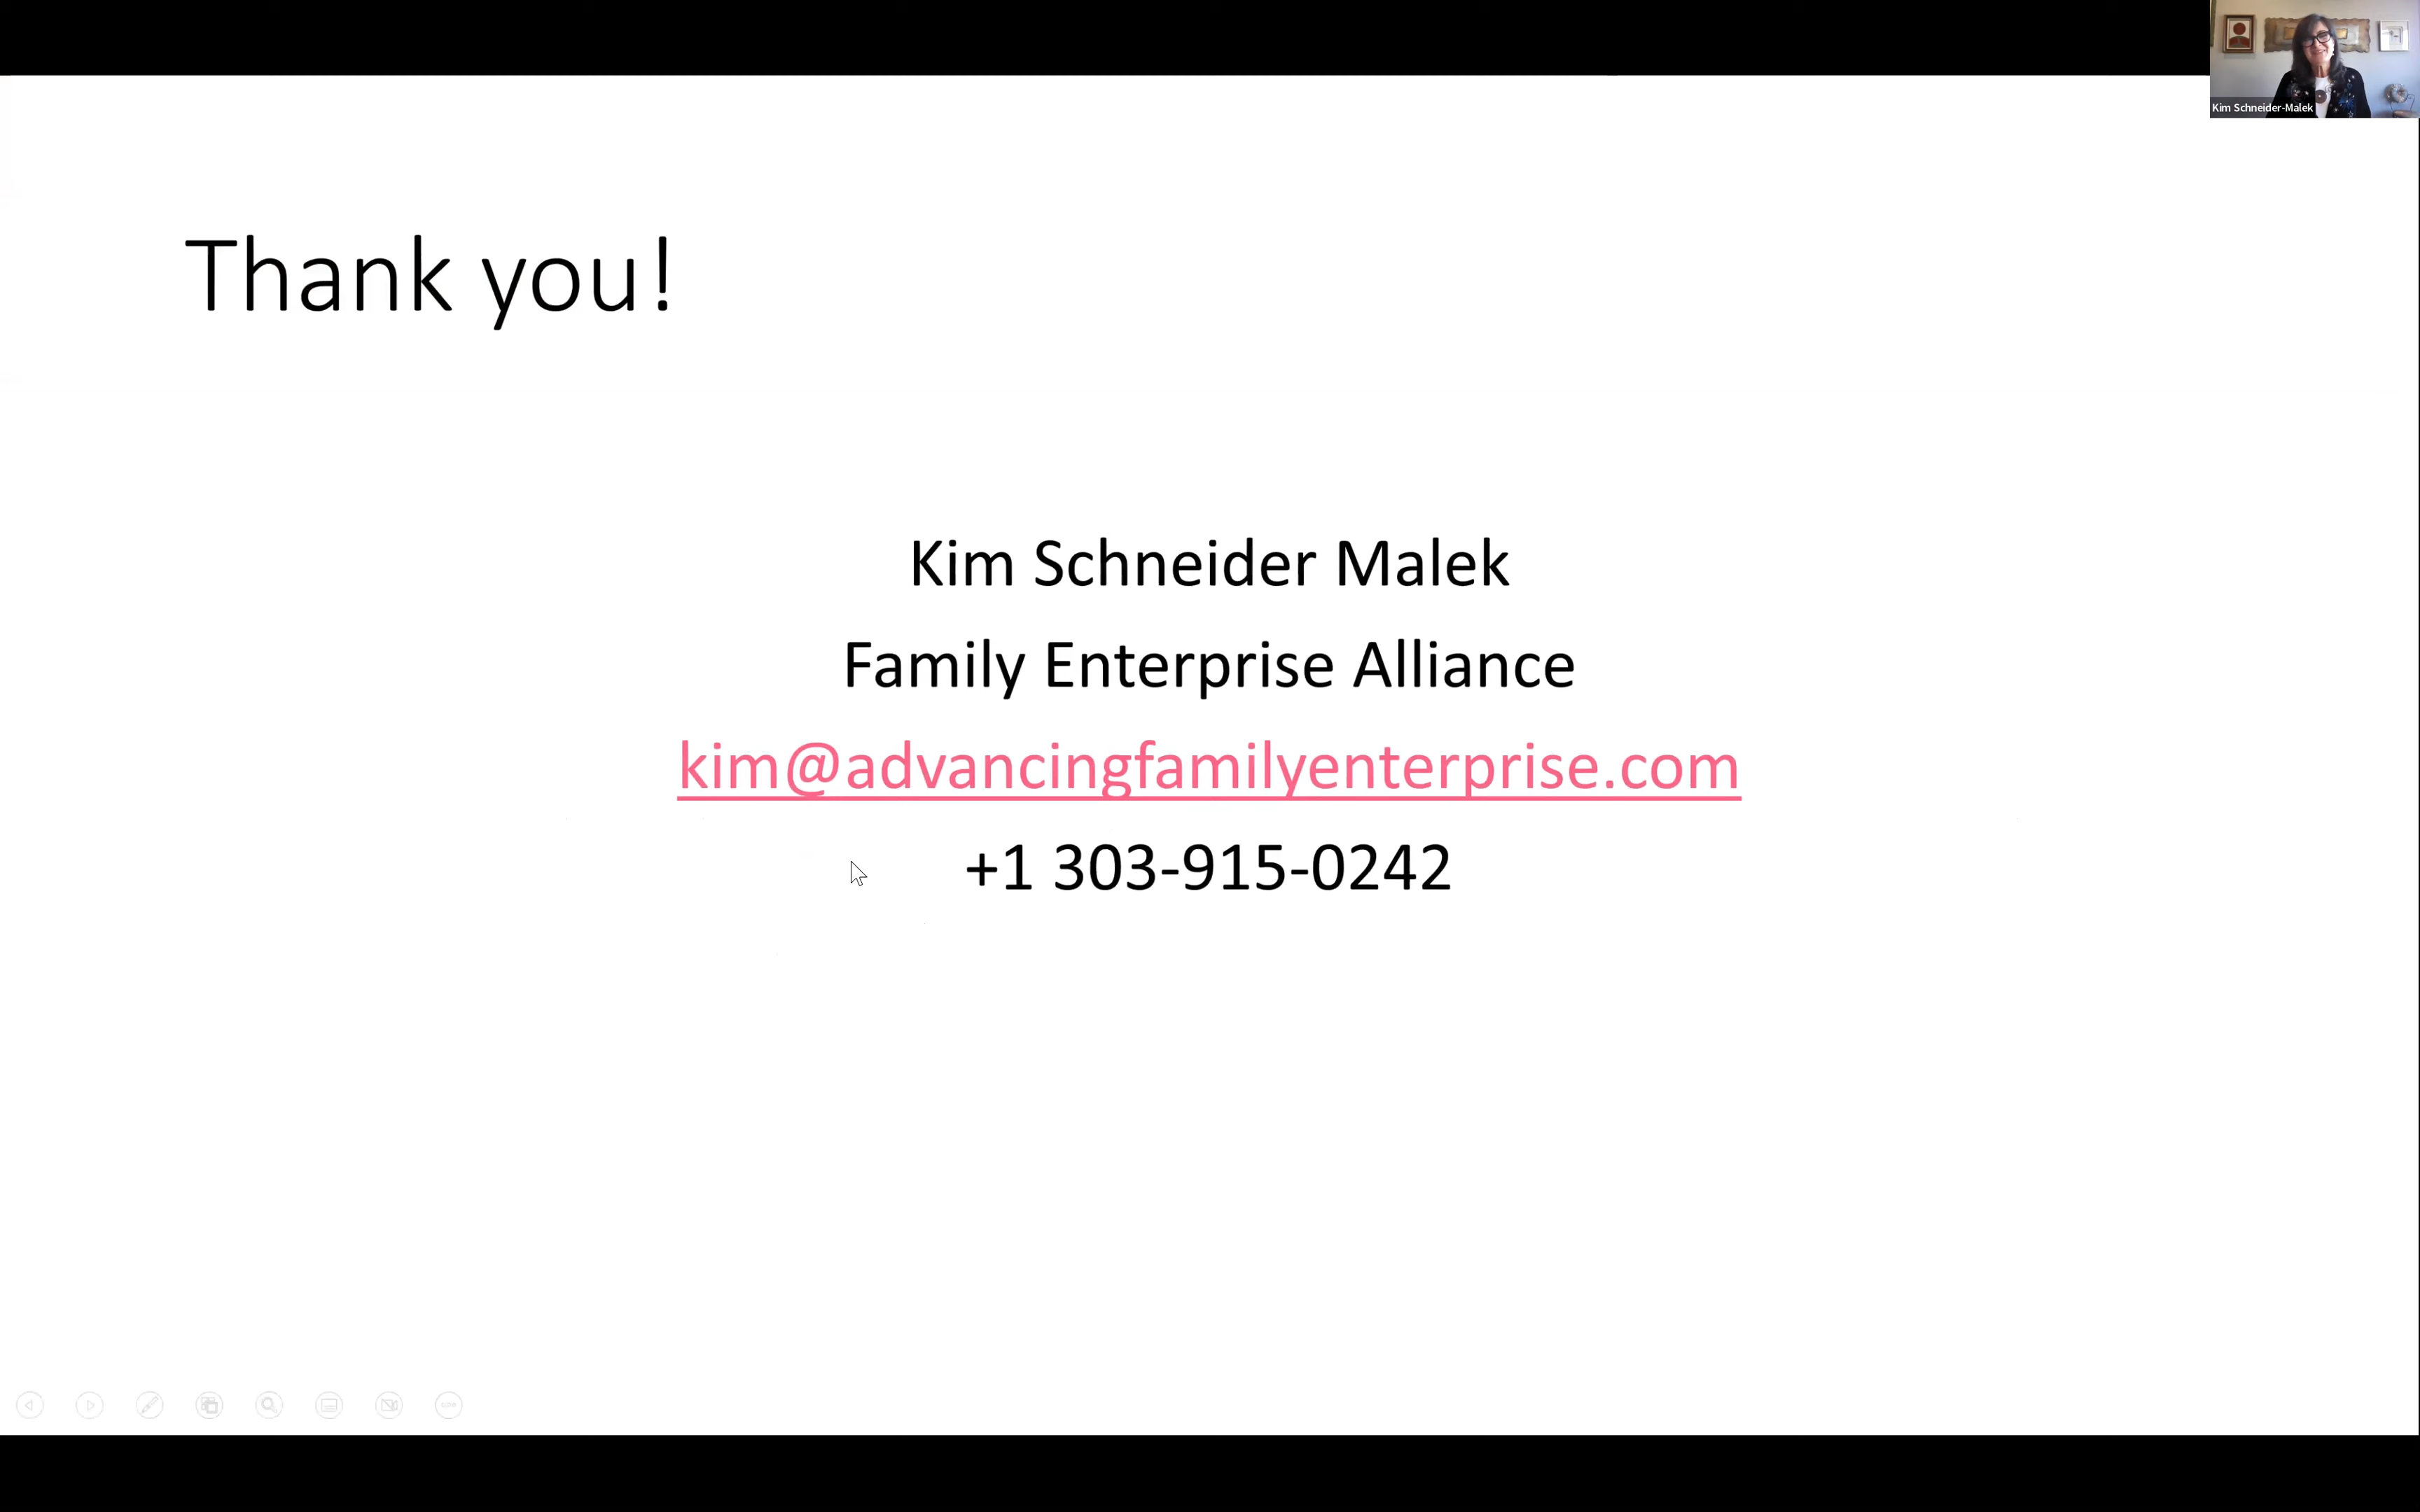 Kim Schneider-Malek
Thank you!
Kim Schneider Malek
Family Enterprise Alliance
kim@advancingfamilyenterprise.com
+1 303-915-0242